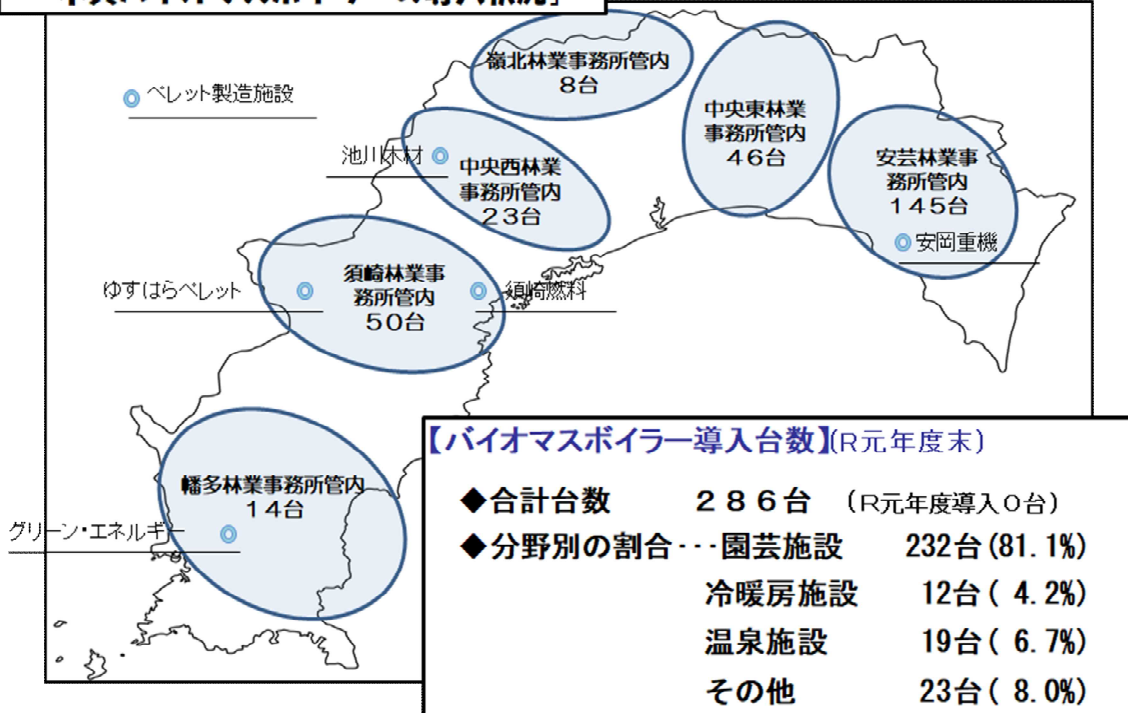 嶺北林業事務所管内
8台
ペレット製造施設
中央東林業
事務所管内
46台
池川木材
中央西林業
事務所管内
23台
安芸林業事
務所管内
145台
安岡重機
須崎林業事
務所管内
50台
ゆすはらペレット
須崎燃料
幡多林業事務所管内
14台
グリーン・エネルギー
【バイオマスボイラー導入台数】(R元年度末)
◆合計台数 286台 (R元年度導入0台)
◆分野別の割合･･･園芸施設 232台(81.1%)
冷暖房施設 12台( 4.2%)
温泉施設 19台( 6.7%)
その他 23台( 8.0%)